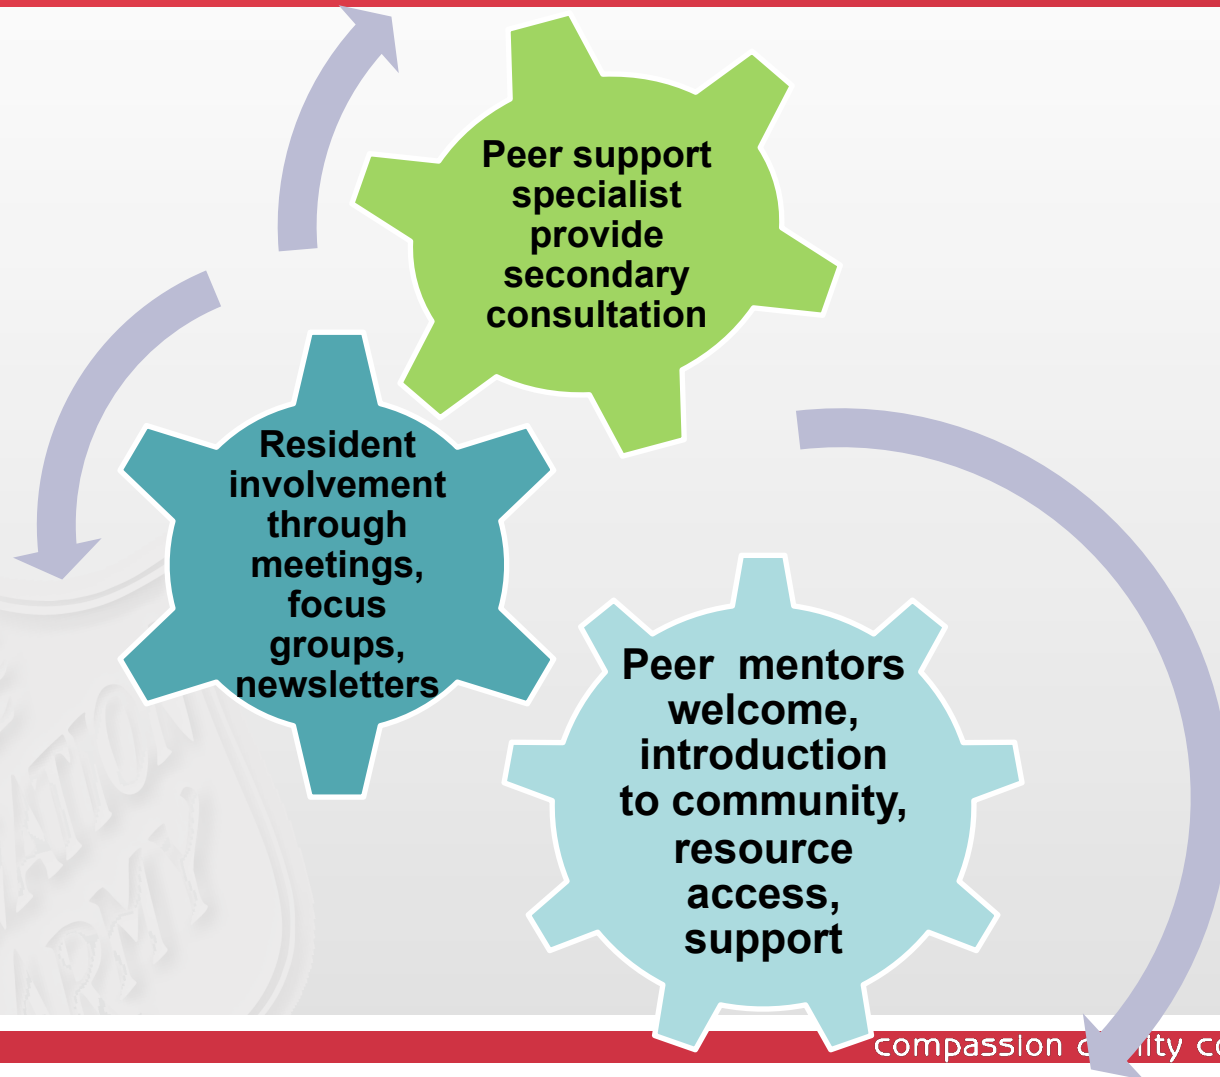 Peer support
specialist
provide
secondary
consultation
Resident
involvement
through
meetings,
focus
groups,
newsletters
Peer mentors
welcome,
introduction
to community,
resource
access,
support
ARMY
compassion